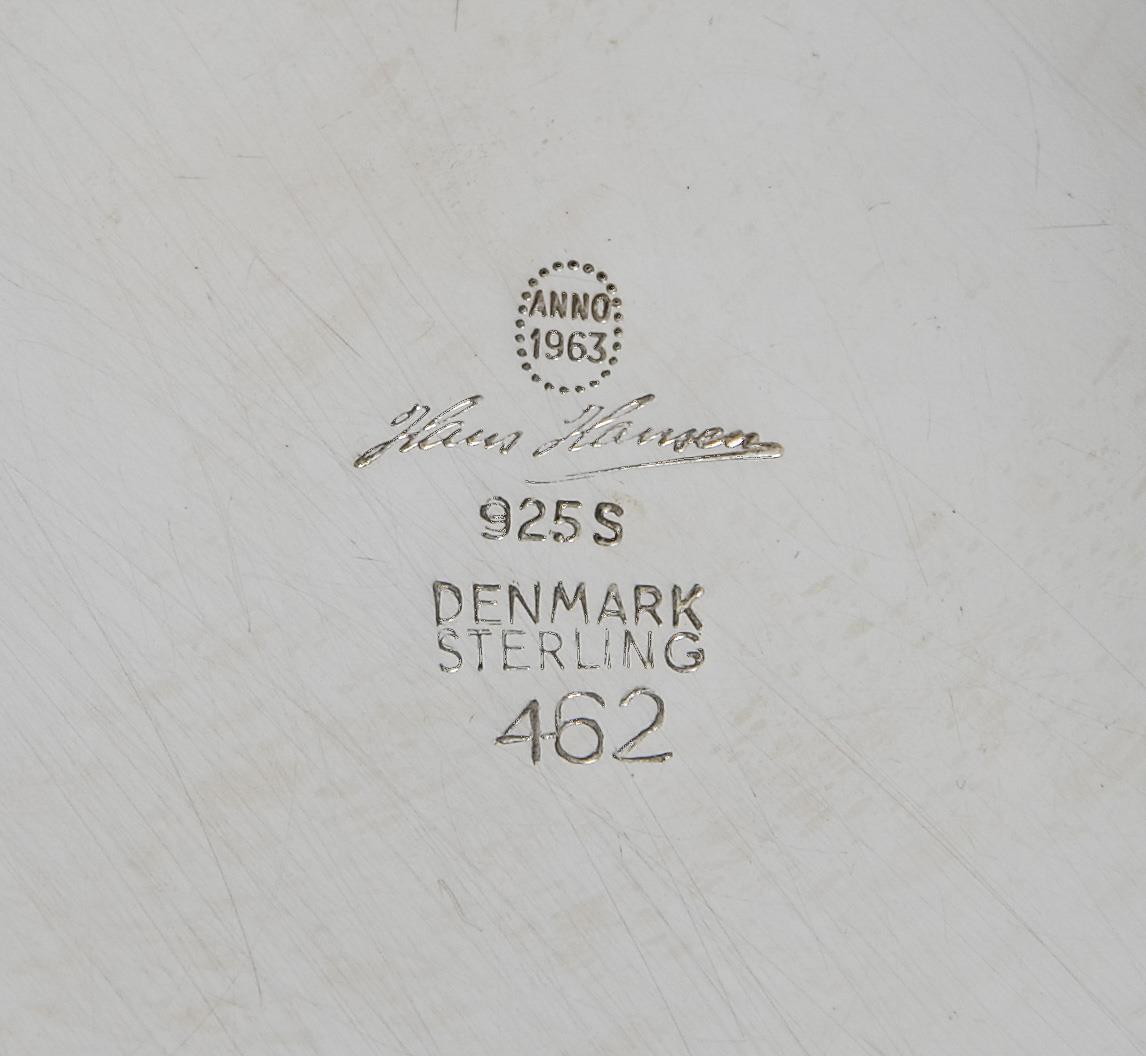 ANNO
1963
Hans Hansen
925S
DENMARK
STERLING
462